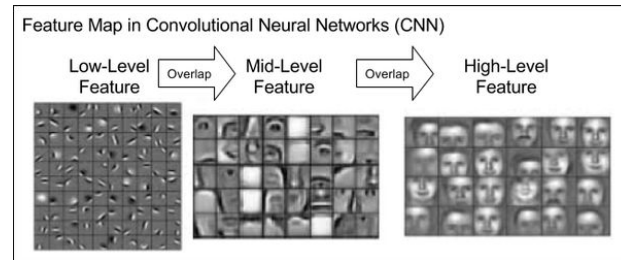 Feature Map in Convolutional Neural Networks (CNN)
Low-Level
Feature
Overlap
Mid-Level
Feature
Overlap
High-Level
Feature